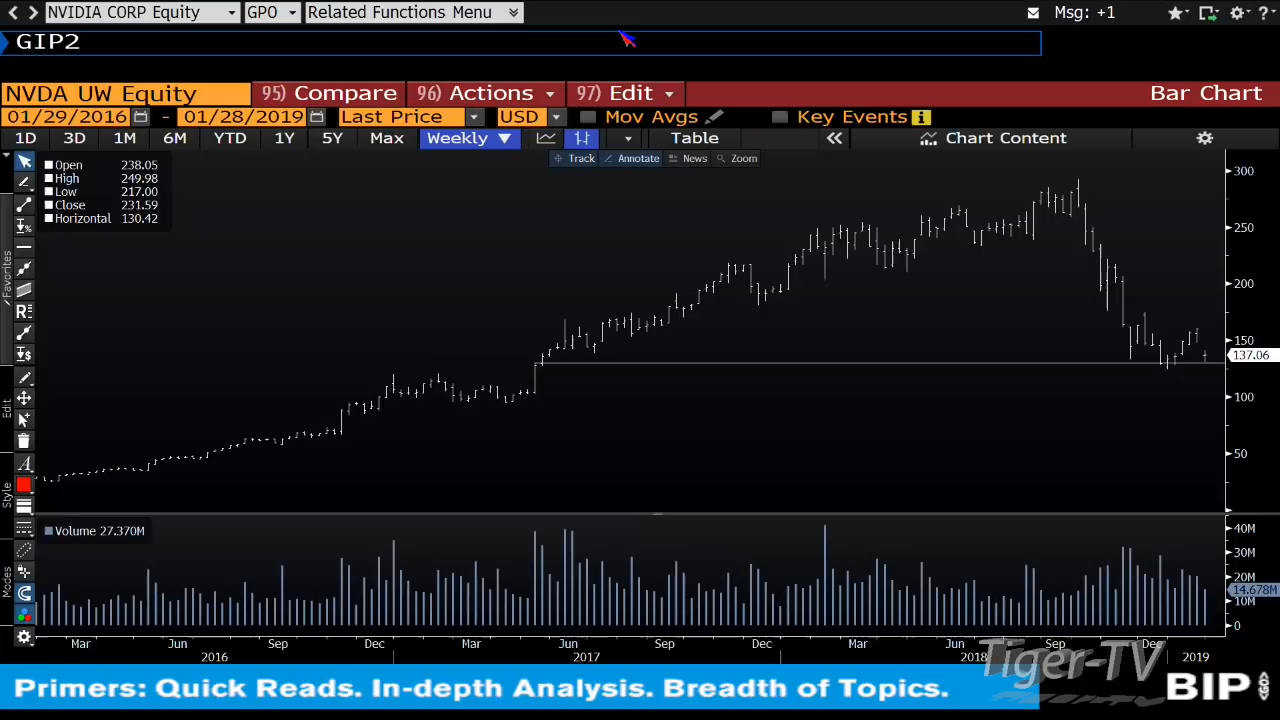 NVIDIA CORP Equity GPO Related Functions Menu Msg: +1
GIP2
NVDA UW Equity 95) Compare 96) Actions 97) Edit Bar Chart
01/29/2016 - 01/28/2019 Last Price USD Mov Avgs Key Events i
1D 3D 1M 6M YTD 1Y 5Y Max Weekly Table Chart Content
Track Annotate News Zoom
Open 238.05
High 249.98
Low 217.00
Close 231.59
Horizontal 130.42
300
250
200
150
137.06
100
50
Favorites
Edit
Style
Modes
Volume 27.370M
40M
30M
20M
14.678M
10M
0
Mar Jun Sep Dec Mar Jun Sep Dec Mar Jun Sep Dec
2016 2017 2018 2019
Tiger-TV
Primers: Quick Reads. In-depth Analysis. Breadth of Topics.
BIP GO